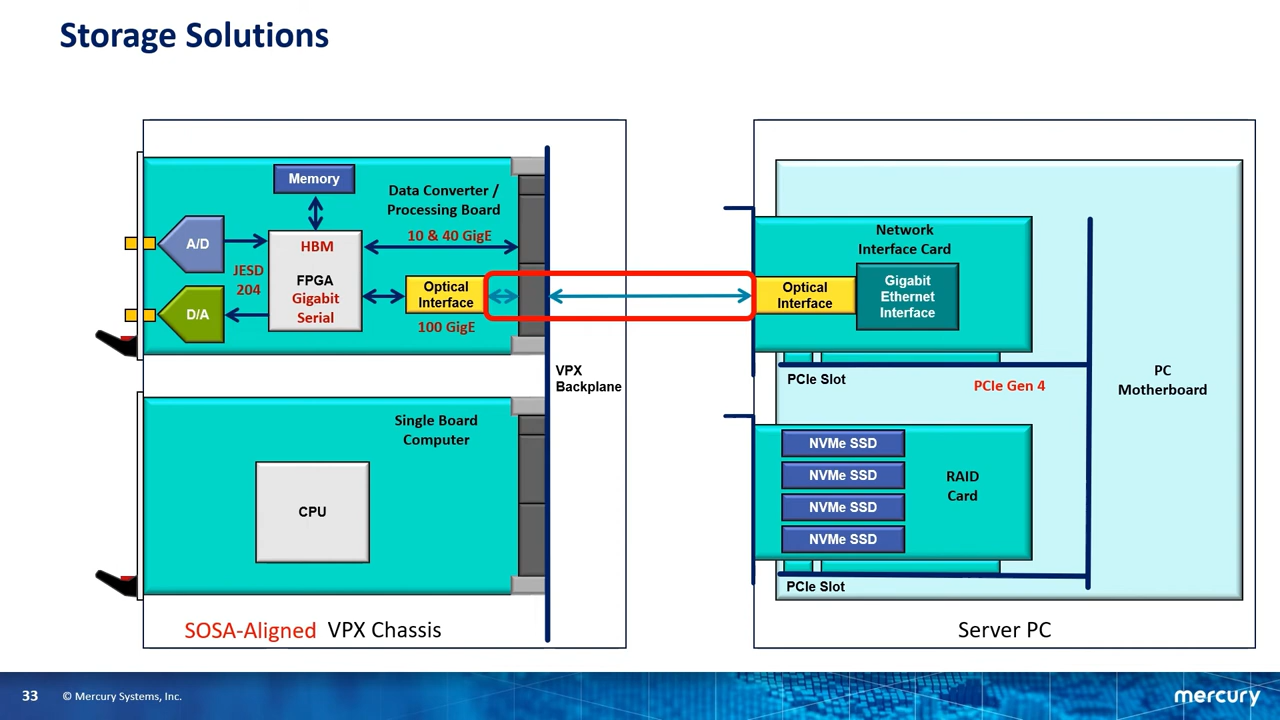 Storage Solutions
Memory
Data Converter /
Processing Board
A/D
HBM
10 & 40 GigE
JESD
204
FPGA
Gigabit
Serial
Optical
Interface
D/A
100 GigE
VPX
Backplane
Single Board
Computer
CPU
SOSA-Aligned VPX Chassis
Network
Interface Card
Optical
Interface
Gigabit
Ethernet
Interface
PCIe Slot
PCIe Gen 4
PC
Motherboard
NVMe SSD
NVMe SSD
NVMe SSD
NVMe SSD
RAID
Card
PCIe Slot
Server PC
33
© Mercury Systems, Inc.
mercury